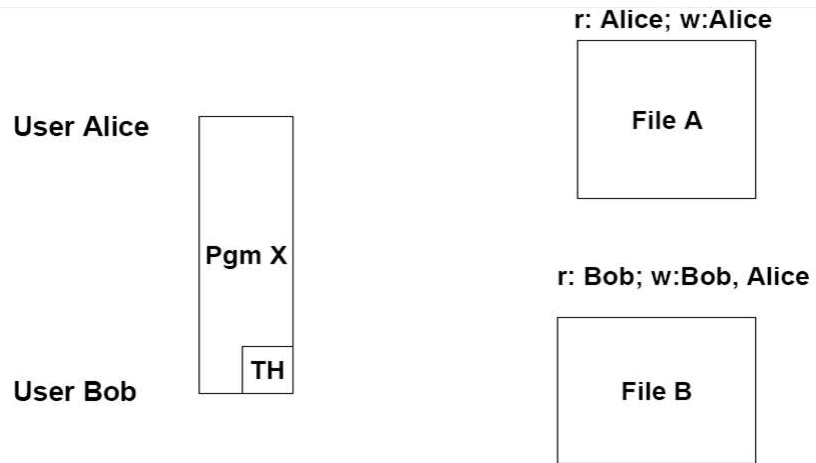 r: Alice; w:Alice
User Alice
File A
Pgm X
r: Bob; w:Bob, Alice
TH
User Bob
File B